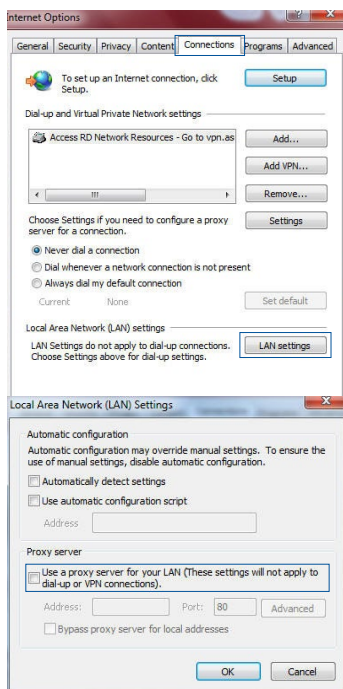 Internet Options
General Security Privacy Content Connections Programs Advanced
To set up an Internet connection, click
Setup.
Setup
Dial-up and Virtual Private Network settings
Access RD Network Resources - Go to vpn.as
Add...
Add VPN...
Remove...
Choose Settings if you need to configure a proxy
server for a connection.
Settings
Never dial a connection
Dial whenever a network connection is not present
Always dial my default connection
Current None
Set default
Local Area Network (LAN) settings
LAN Settings do not apply to dial-up connections.
Choose Settings above for dial-up settings.
LAN settings
Local Area Network (LAN) Settings
Automatic configuration
Automatic configuration may override manual settings. To ensure the
use of manual settings, disable automatic configuration.
Automatically detect settings
Use automatic configuration script
Address
Proxy server
Use a proxy server for your LAN (These settings will not apply to
dial-up or VPN connections).
Address: Port: 80 Advanced
Bypass proxy server for local addresses
OK Cancel